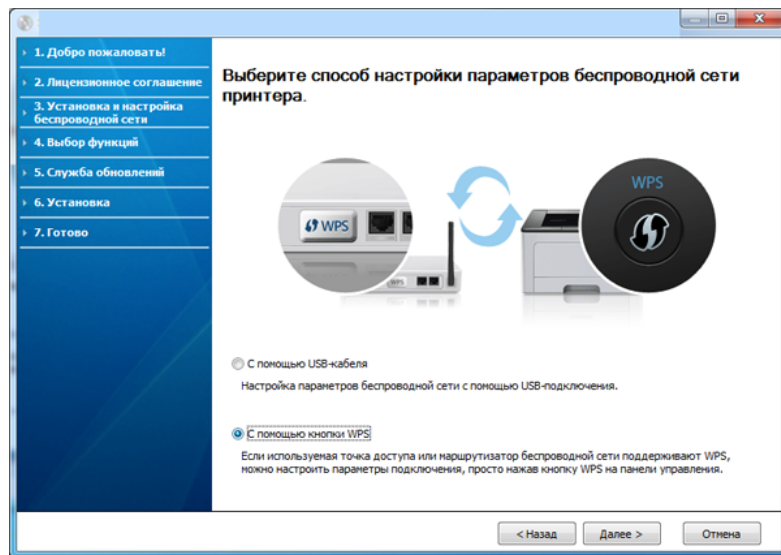 1. Добро пожаловать!
2. Лицензионное соглашение
3. Установка и настройка
беспроводной сети
4. Выбор функций
5. Служба обновлений
6. Установка
7. Готово
Выберите способ настройки параметров беспроводной сети
принтера.
WPS
WPS
WPS
С помощью USB-кабеля
Настройка параметров беспроводной сети с помощью USB-подключения.
С помощью кнопки WPS
Если используемая точка доступа или маршрутизатор беспроводной сети поддерживают WPS,
можно настроить параметры подключения, просто нажав кнопку WPS на панели управления.
< Назад
Далее >
Отмена